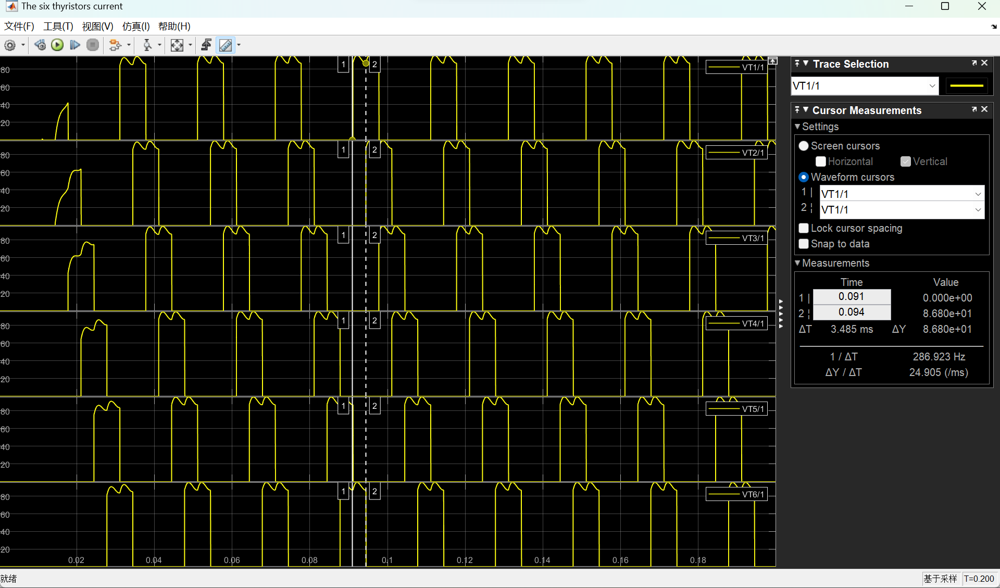 The six thyristors current
文件(F) 工具(T) 视图(V) 仿真(I) 帮助(H)
80
60
40
20
1
2
VT1/1
80
60
40
20
1
2
VT2/1
80
60
40
20
1
2
VT3/1
80
60
40
20
1
2
VT4/1
80
60
40
20
1
2
VT5/1
80
60
40
20
1
2
VT6/1
0.02 0.04 0.06 0.08 0.1 0.12 0.14 0.16 0.18
Trace Selection
VT1/1
Cursor Measurements
Settings
Screen cursors
Horizontal Vertical
Waveform cursors
1 | VT1/1
2 ¦ VT1/1
Lock cursor spacing
Snap to data
Measurements
Time Value
1 | 0.091 0.000e+00
2 ¦ 0.094 8.680e+01
ΔT 3.485 ms ΔY 8.680e+01
1 / ΔT 286.923 Hz
ΔY / ΔT 24.905 (/ms)
就绪 基于采样 T=0.200